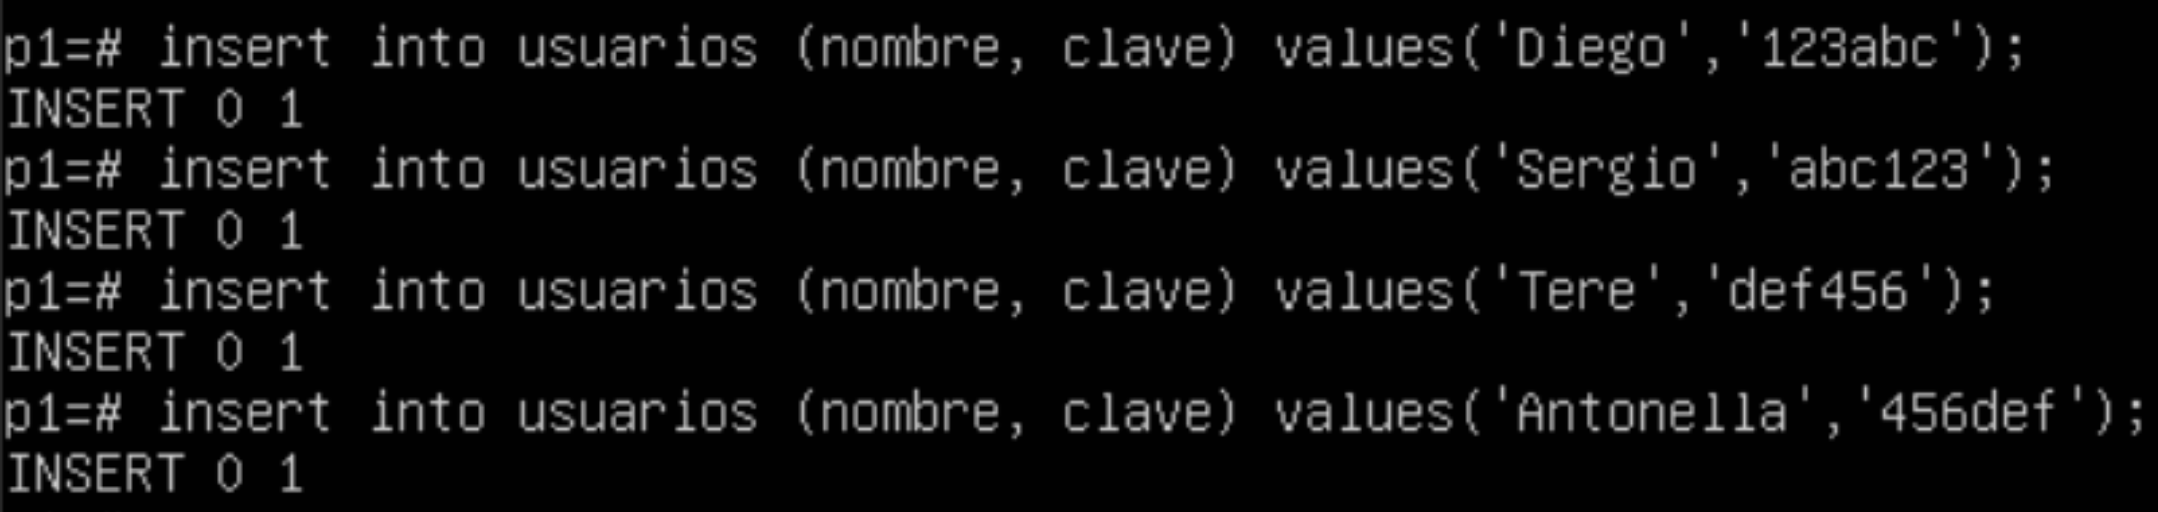 p1=# insert into usuarios (nombre, clave) values('Diego','123abc');
INSERT 0 1
p1=# insert into usuarios (nombre, clave) values('Sergio','abc123');
INSERT 0 1
p1=# insert into usuarios (nombre, clave) values('Tere','def456');
INSERT 0 1
p1=# insert into usuarios (nombre, clave) values('Antonella','456def');
INSERT 0 1